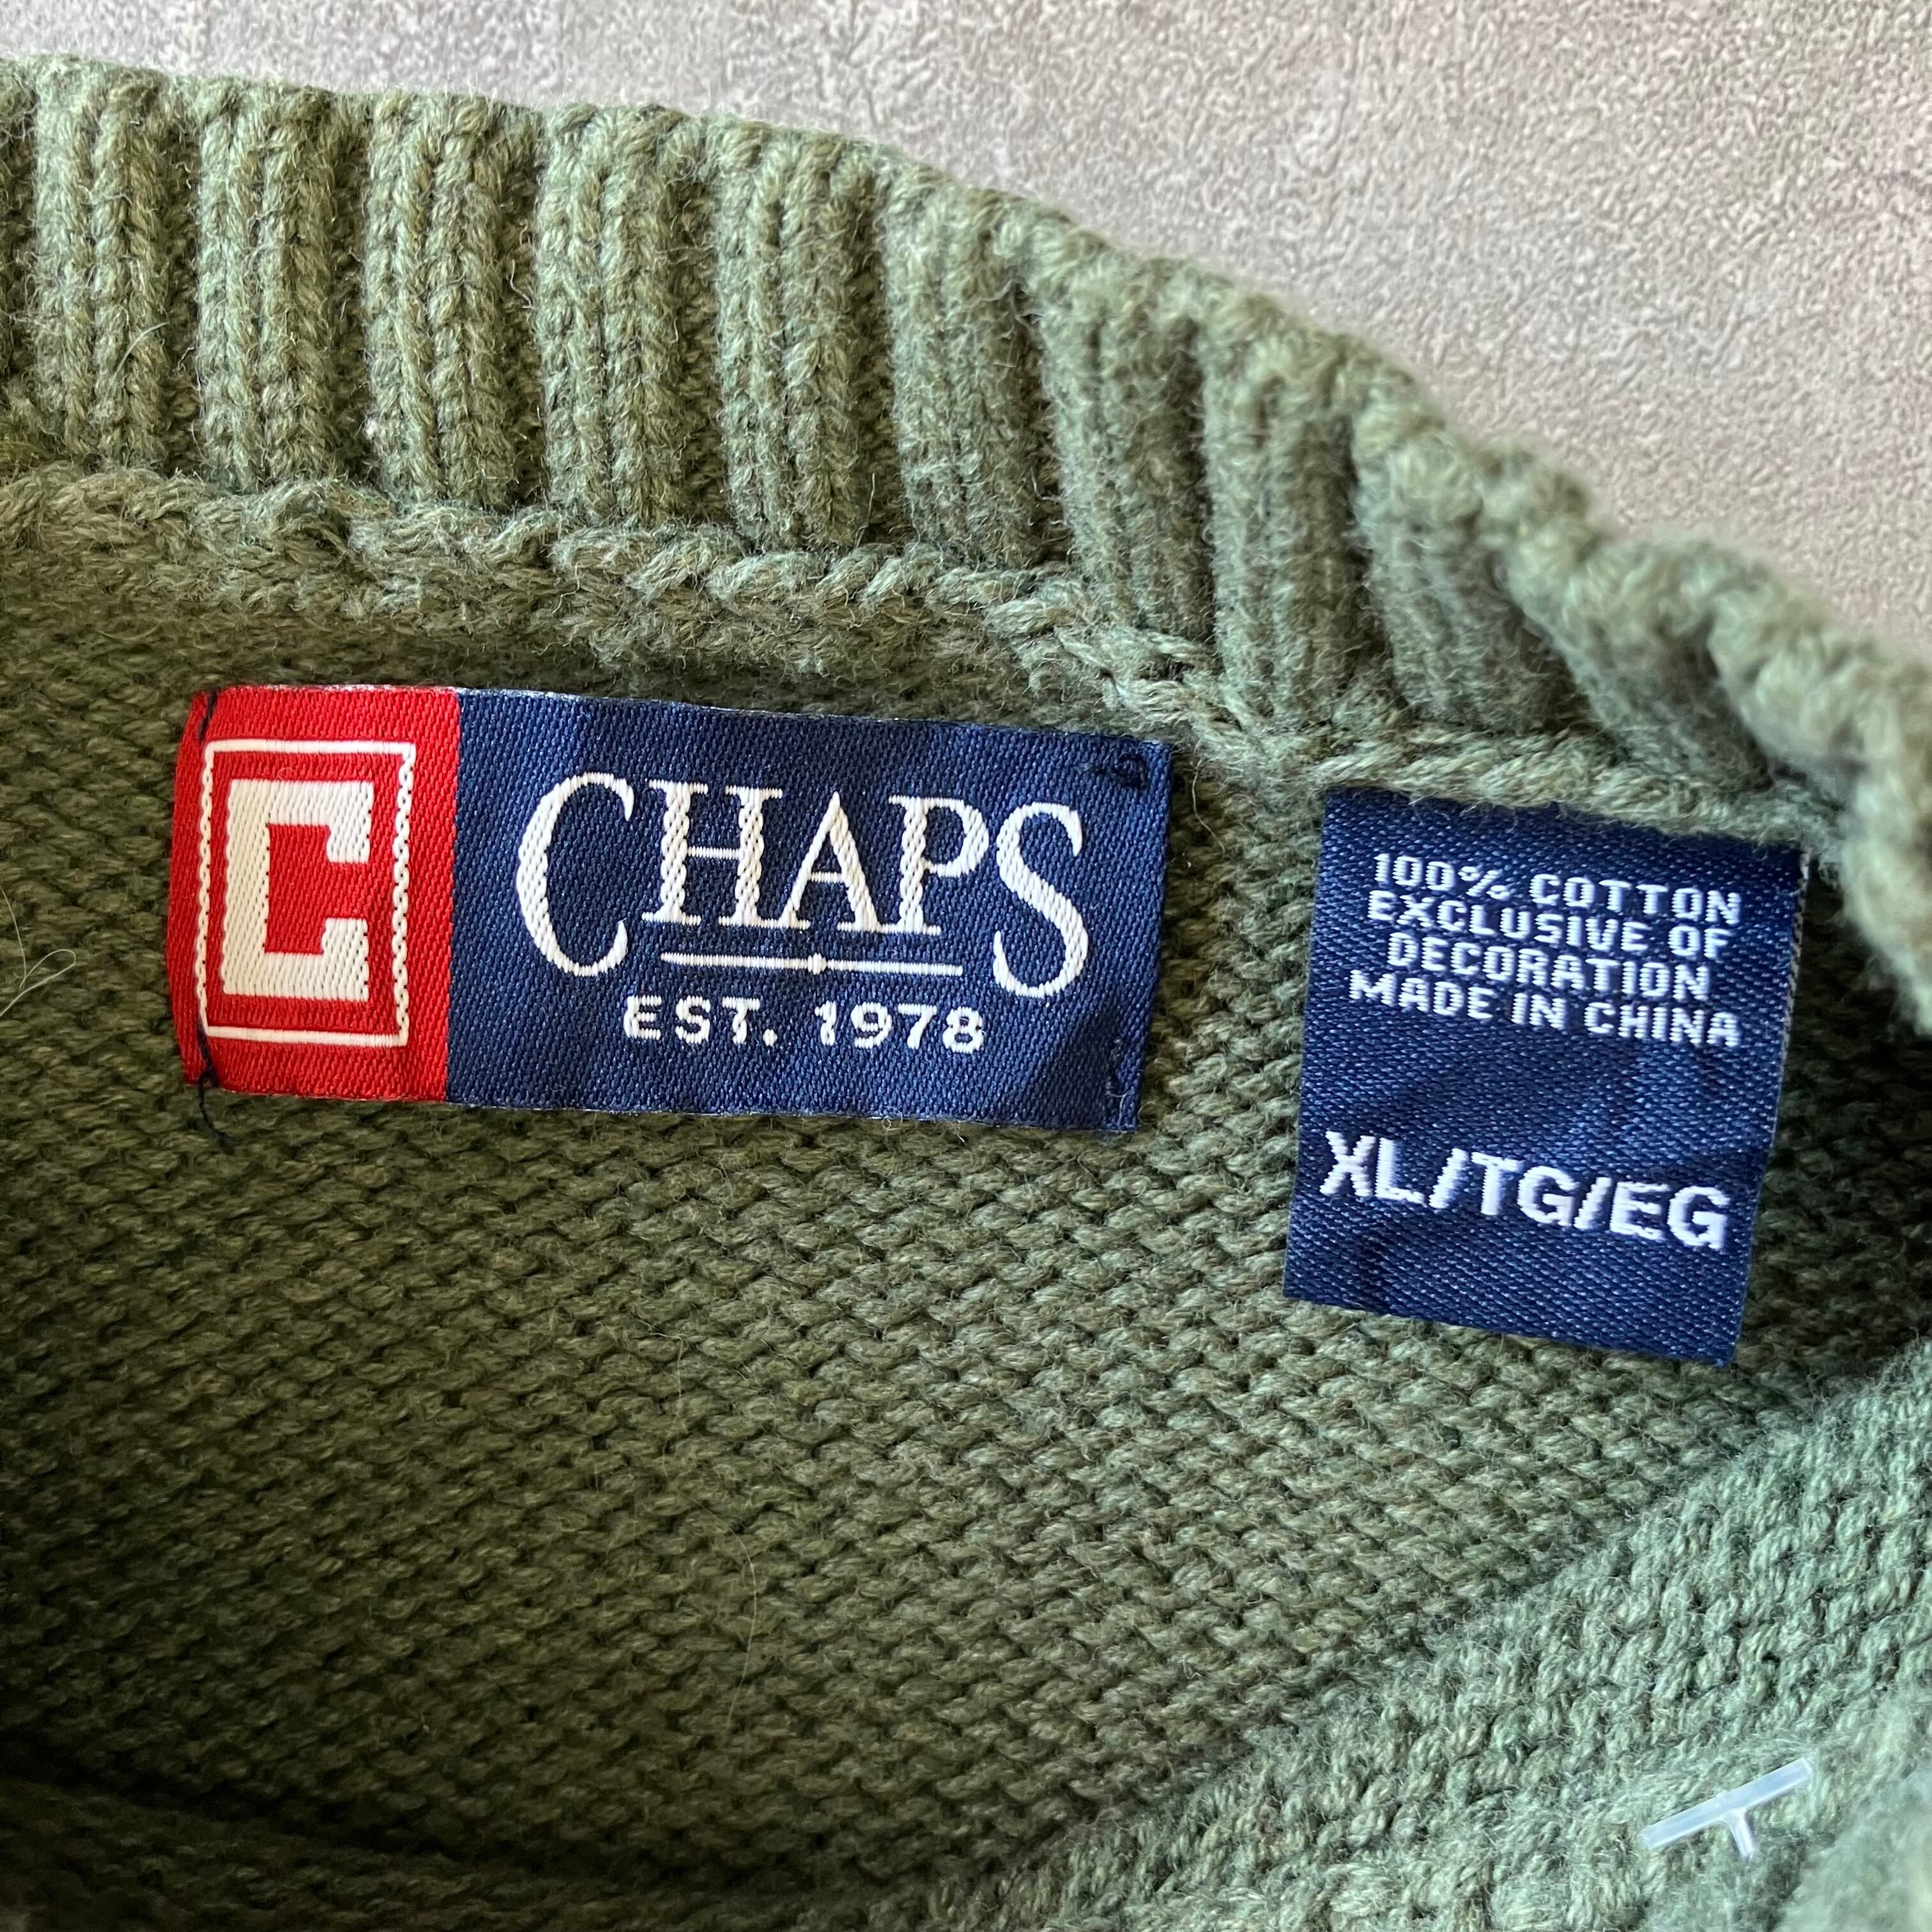 C
CHAPS
EST. 1978
100% COTTON
EXCLUSIVE OF
DECORATION
MADE IN CHINA
XL/TG/EG